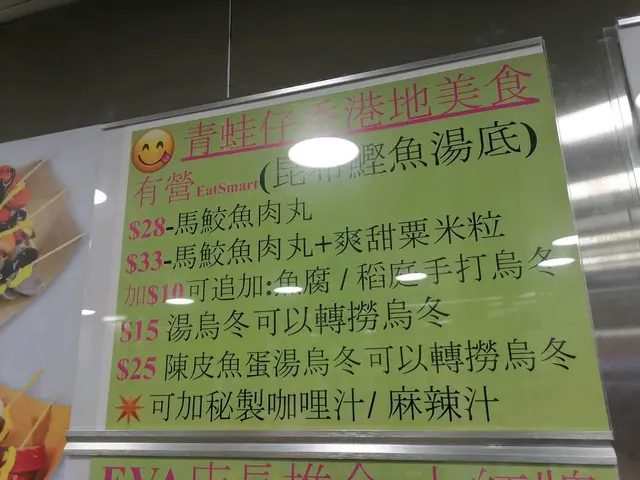 青蛙仔香港地美食
有營EatSmart(昆布鰹魚湯底)
$28-馬鮫魚肉丸
$33-馬鮫魚肉丸+爽甜粟米粒
加$10可追加:魚腐 / 稻庭手打烏冬
$15 湯烏冬可以轉撈烏冬
$25 陳皮魚蛋湯烏冬可以轉撈烏冬
可加秘製咖哩汁/ 麻辣汁
EVA店長推介